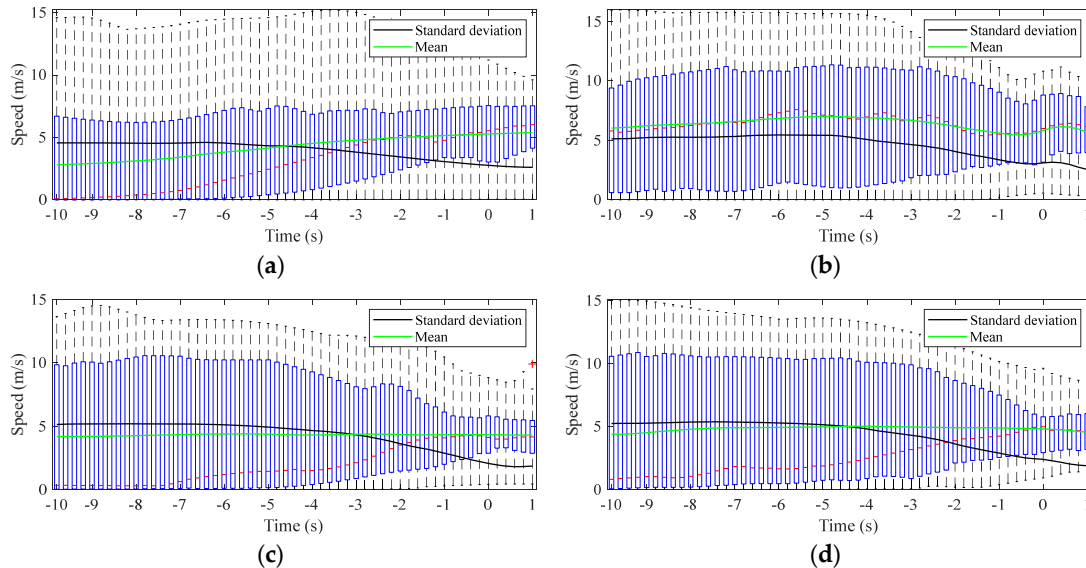 15
10
5
0
Speed (m/s)
Standard deviation
Mean
-10 -9 -8 -7 -6 -5 -4 -3 -2 -1 0 1
Time (s)
(a)
15
10
5
0
Speed (m/s)
Standard deviation
Mean
-10 -9 -8 -7 -6 -5 -4 -3 -2 -1 0 1
Time (s)
(b)
15
10
5
0
Speed (m/s)
Standard deviation
Mean
-10 -9 -8 -7 -6 -5 -4 -3 -2 -1 0 1
Time (s)
(c)
15
10
5
0
Speed (m/s)
Standard deviation
Mean
-10 -9 -8 -7 -6 -5 -4 -3 -2 -1 0
Time (s)
(d)